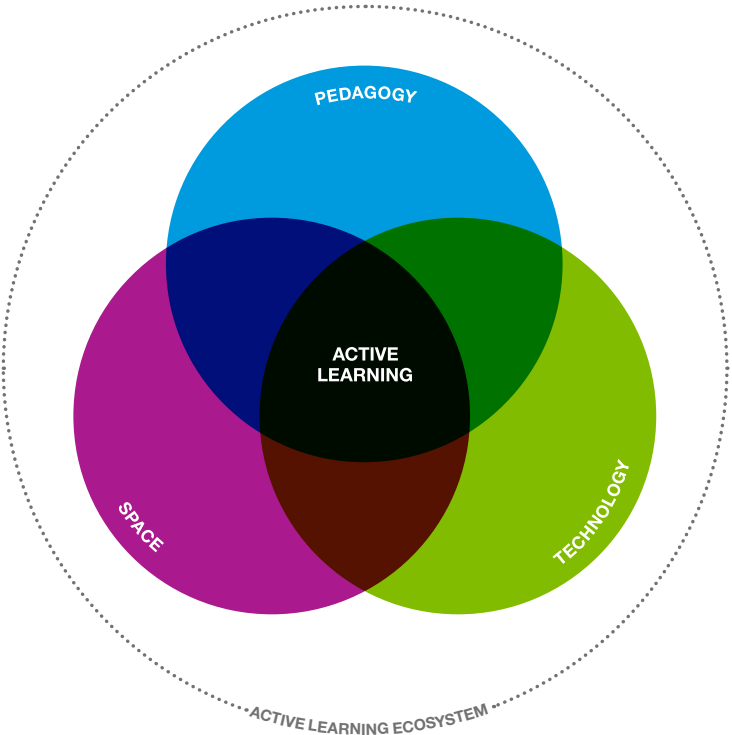 PEDAGOGY
ACTIVE
LEARNING
SPACE
TECHNOLOGY
ACTIVE LEARNING ECOSYSTEM